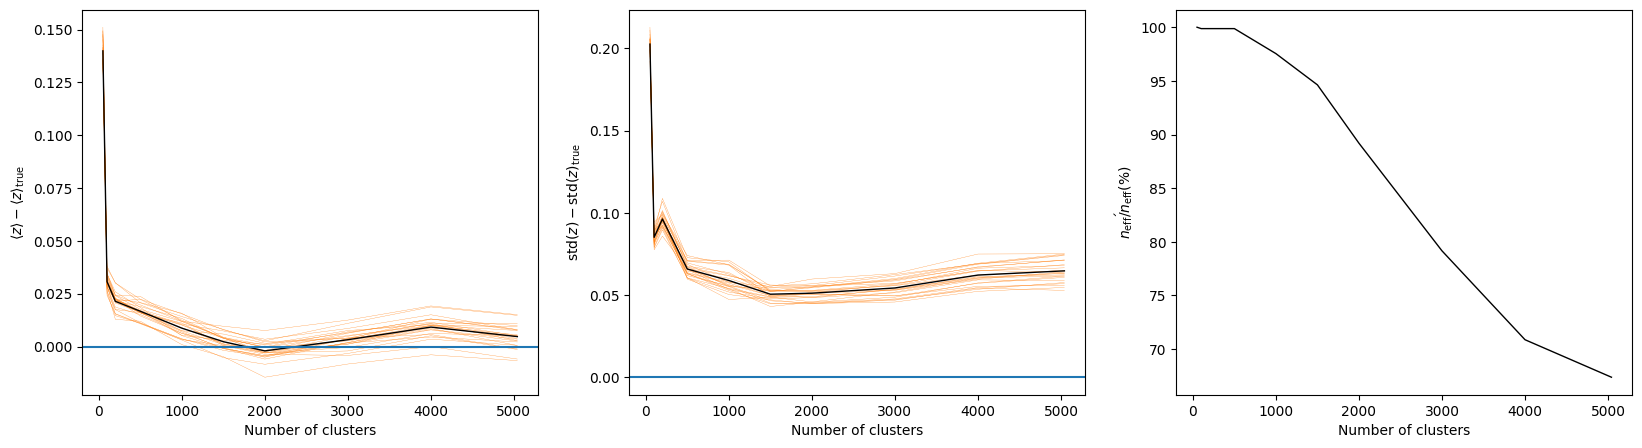 0.150
0.125
0.100
0.075
0.050
0.025
0.000
⟨z⟩ − ⟨z⟩true
0 1000 2000 3000 4000 5000
Number of clusters
0.20
0.15
0.10
0.05
0.00
std(z) − std(z)true
0 1000 2000 3000 4000 5000
Number of clusters
100
95
90
85
80
75
70
n′eff/neff(%)
0 1000 2000 3000 4000 5000
Number of clusters